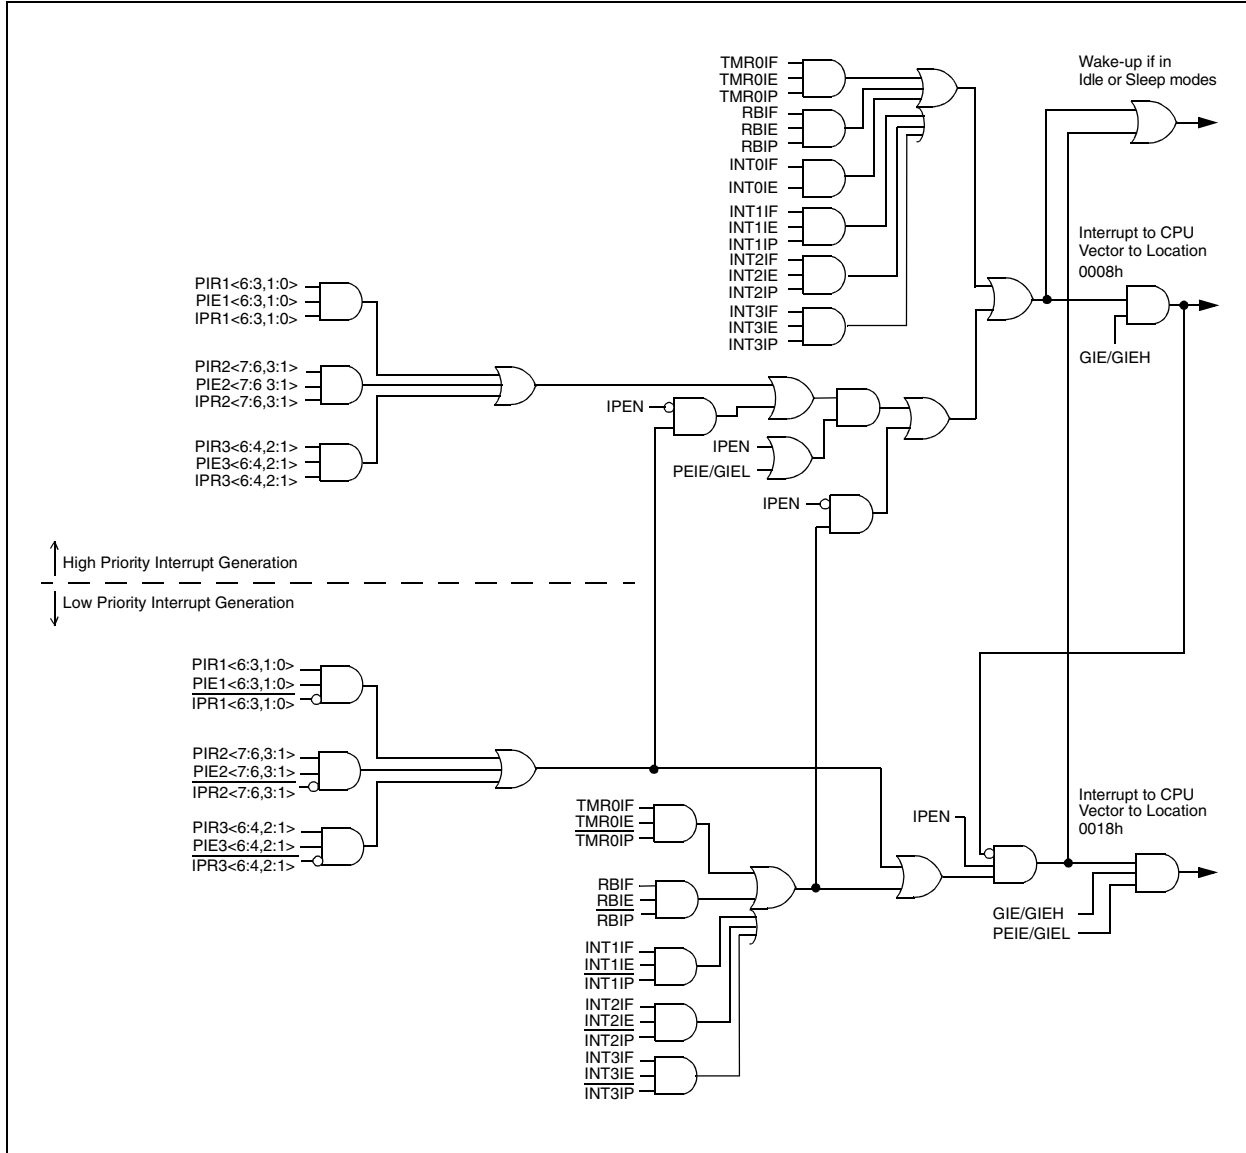 TMR0IF
TMR0IE
TMR0IP
RBIF
RBIE
RBIP
INT0IF
INT0IE
INT1IF
INT1IE
INT1IP
INT2IF
INT2IE
INT2IP
INT3IF
INT3IE
INT3IP
Wake-up if in
Idle or Sleep modes
Interrupt to CPU
Vector to Location
0008h
GIE/GIEH
PIR1<6:3,1:0>
PIE1<6:3,1:0>
IPR1<6:3,1:0>
PIR2<7:6,3:1>
PIE2<7:6 3:1>
IPR2<7:6,3:1>
PIR3<6:4,2:1>
PIE3<6:4,2:1>
IPR3<6:4,2:1>
IPEN
IPEN
PEIE/GIEL
IPEN
High Priority Interrupt Generation
Low Priority Interrupt Generation
PIR1<6:3,1:0>
PIE1<6:3,1:0>
IPR1<6:3,1:0>
PIR2<7:6,3:1>
PIE2<7:6,3:1>
IPR2<7:6,3:1>
PIR3<6:4,2:1>
PIE3<6:4,2:1>
IPR3<6:4,2:1>
TMR0IF
TMR0IE
TMR0IP
RBIF
RBIE
RBIP
INT1IF
INT1IE
INT1IP
INT2IF
INT2IE
INT2IP
INT3IF
INT3IE
INT3IP
IPEN
Interrupt to CPU
Vector to Location
0018h
GIE/GIEH
PEIE/GIEL